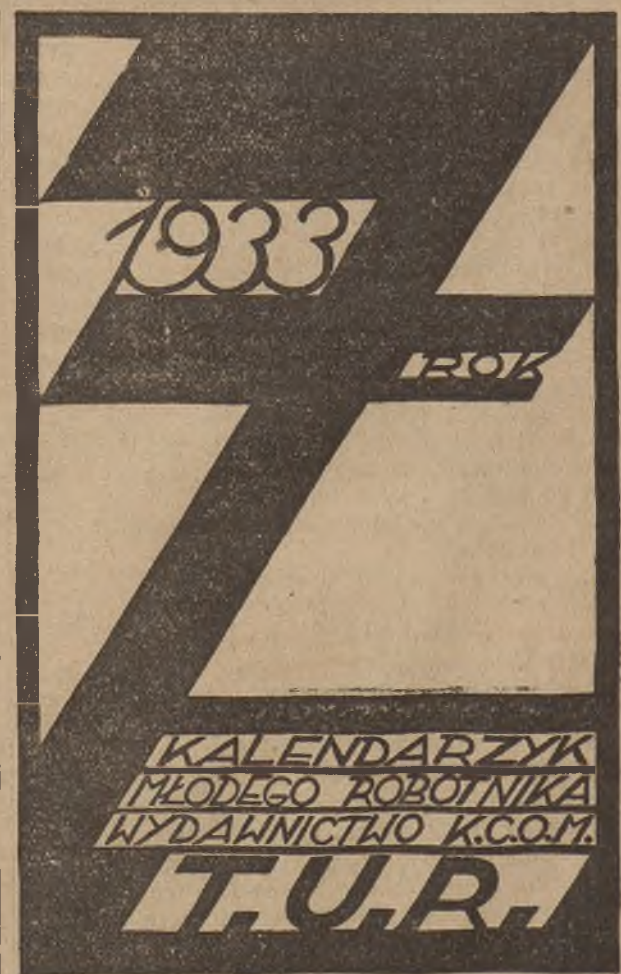 1933
ROK
KALENDARZYK
MŁODEGO ROBOTNIKA
WYDAWNICTWO K.C.O.M.
T.U.R.